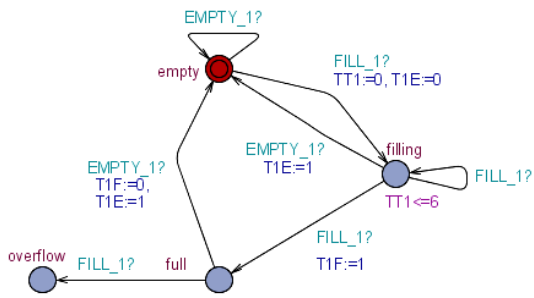 EMPTY_1?
empty
FILL_1?
TT1:=0, T1E:=0
EMPTY_1?
T1E:=1
filling
FILL_1?
TT1<=6
EMPTY_1?
T1F:=0,
T1E:=1
FILL_1?
T1F:=1
overflow
FILL_1?
full